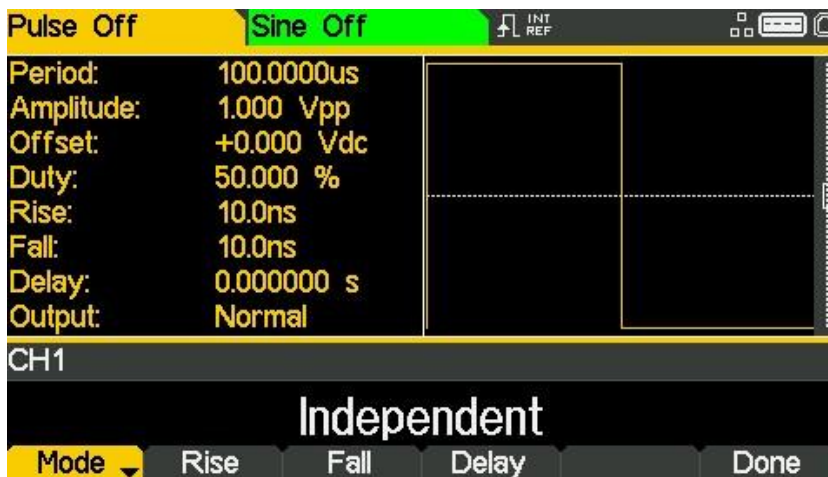 Pulse Off Sine Off INT REF
Period: 100.0000us
Amplitude: 1.000 Vpp
Offset: +0.000 Vdc
Duty: 50.000 %
Rise: 10.0ns
Fall: 10.0ns
Delay: 0.000000 s
Output: Normal
CH1
Independent
Mode Rise Fall Delay Done